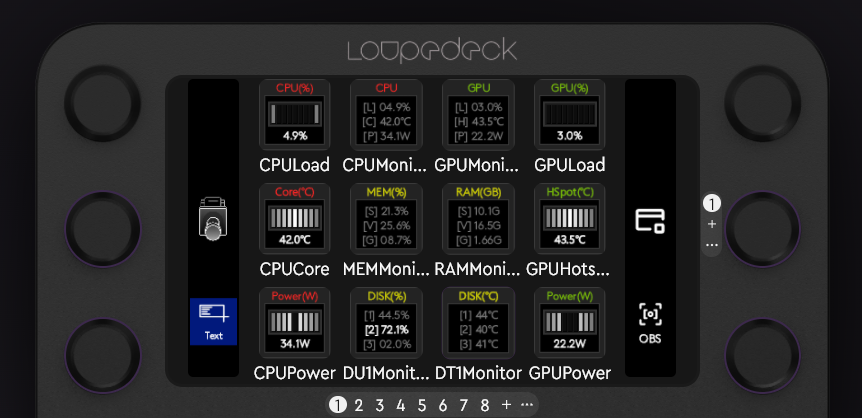 Loupedeck
CPU(%)
4.9%
CPULoad
CPU
[L] 04.9%
[C] 42.0℃
[P] 34.1W
CPUMoni...
GPU
[L] 03.0%
[H] 43.5℃
[P] 22.2W
GPUMoni...
GPU(%)
3.0%
GPULoad
Core(℃)
42.0℃
CPUCore
MEM(%)
[S] 21.3%
[V] 25.6%
[G] 08.7%
MEMMoni...
RAM(GB)
[S] 10.1G
[V] 16.5G
[G] 1.66G
RAMMoni...
HSpot(℃)
43.5℃
GPUHots...
Power(W)
34.1W
CPUPower
DISK(%)
[1] 44.5%
[2] 72.1%
[3] 02.0%
DU1Monit...
DISK(℃)
[1] 44℃
[2] 40℃
[3] 41℃
DT1Monitor
Power(W)
22.2W
GPUPower
Text
OBS
1
+
...
1 2 3 4 5 6 7 8 + ...